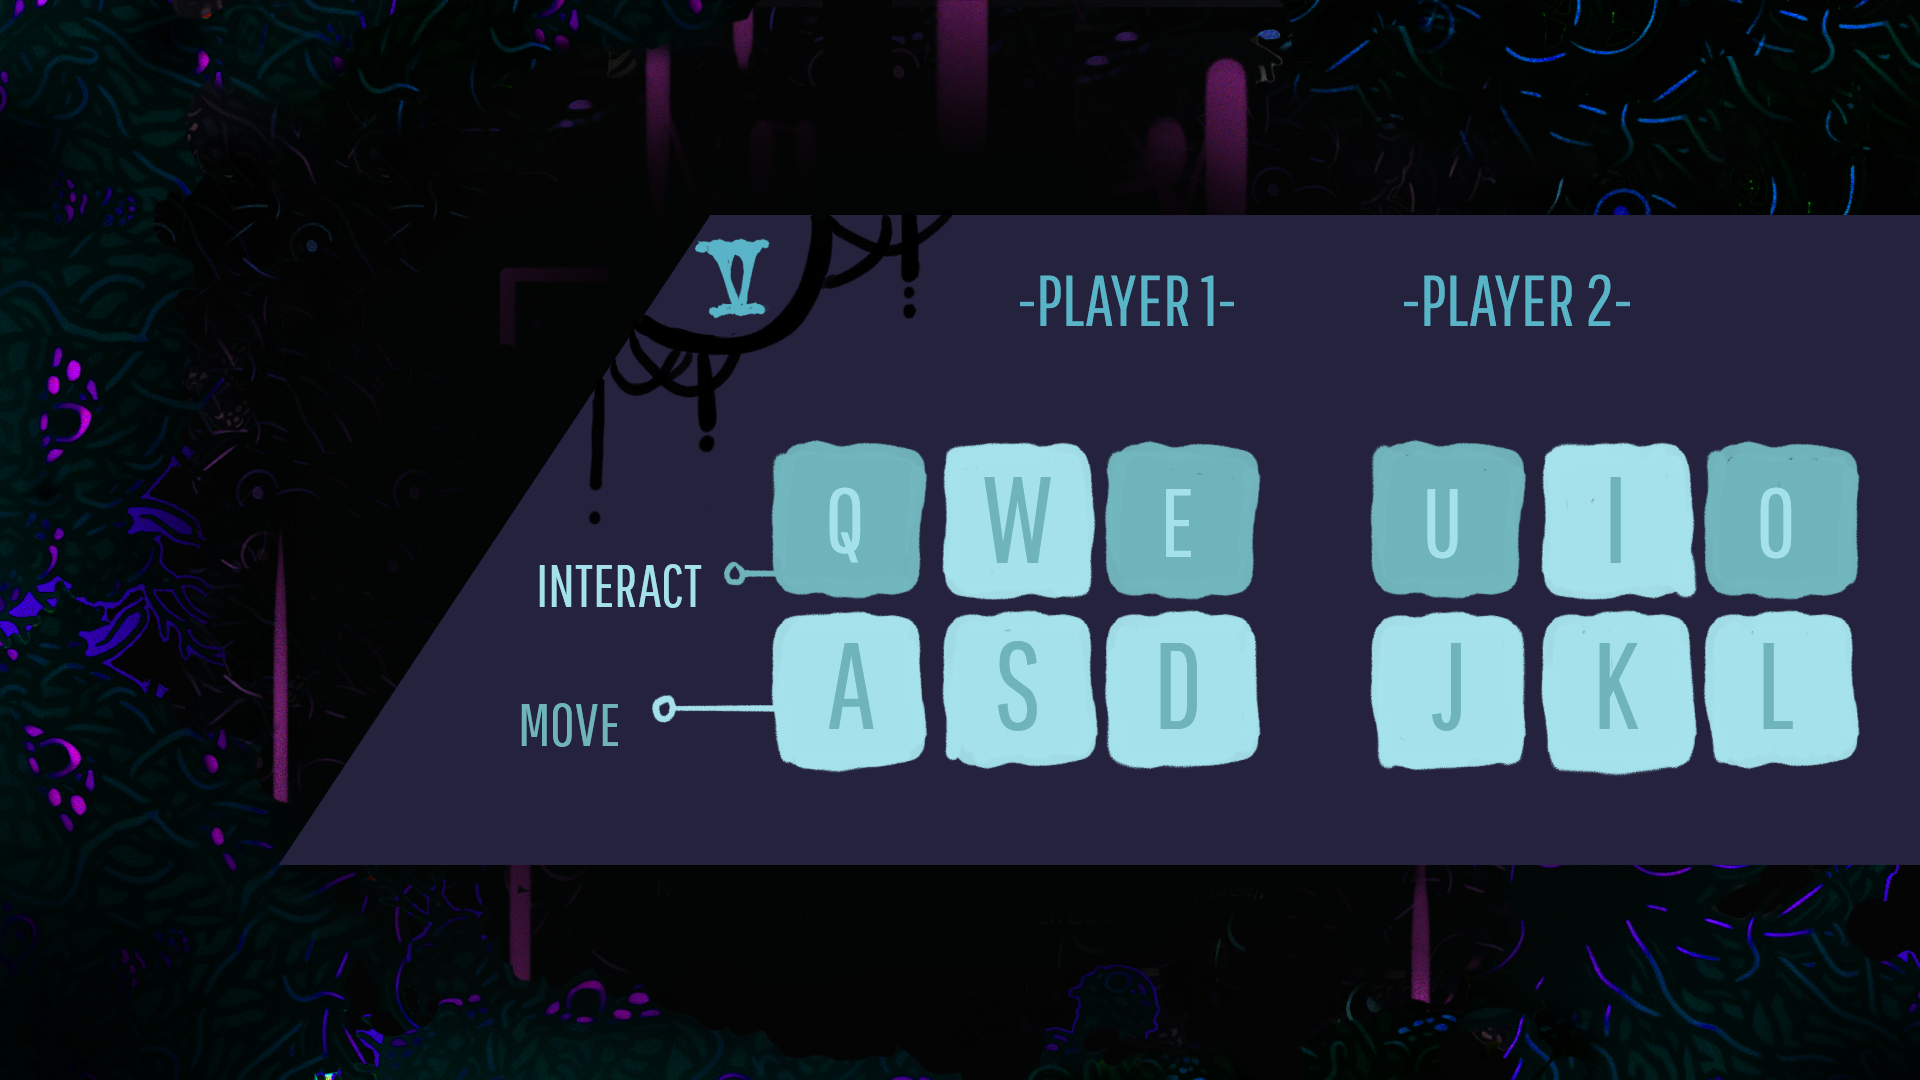 V
-PLAYER 1- -PLAYER 2-
Q W E U I O
INTERACT
A S D J K L
MOVE